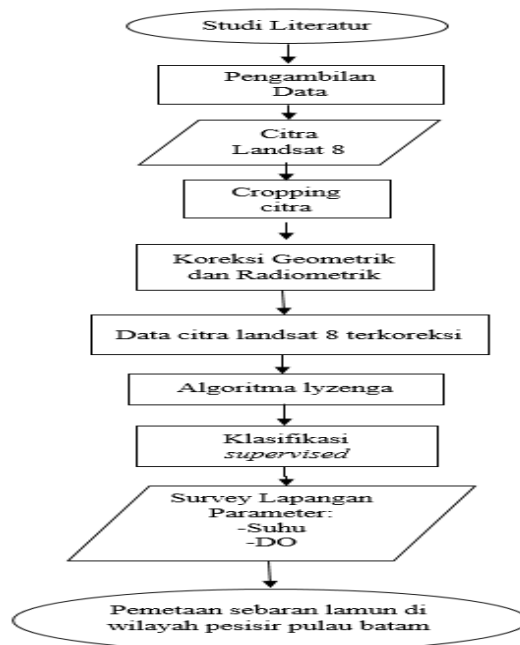 Studi Literatur
Pengambilan
Data
Citra
Landsat 8
Cropping
citra
Koreksi Geometrik
dan Radiometrik
Data citra landsat 8 terkoreksi
Algoritma lyzenga
Klasifikasi
supervised
Survey Lapangan
Parameter:
-Suhu
-DO
Pemetaan sebaran lamun di
wilayah pesisir pulau batam